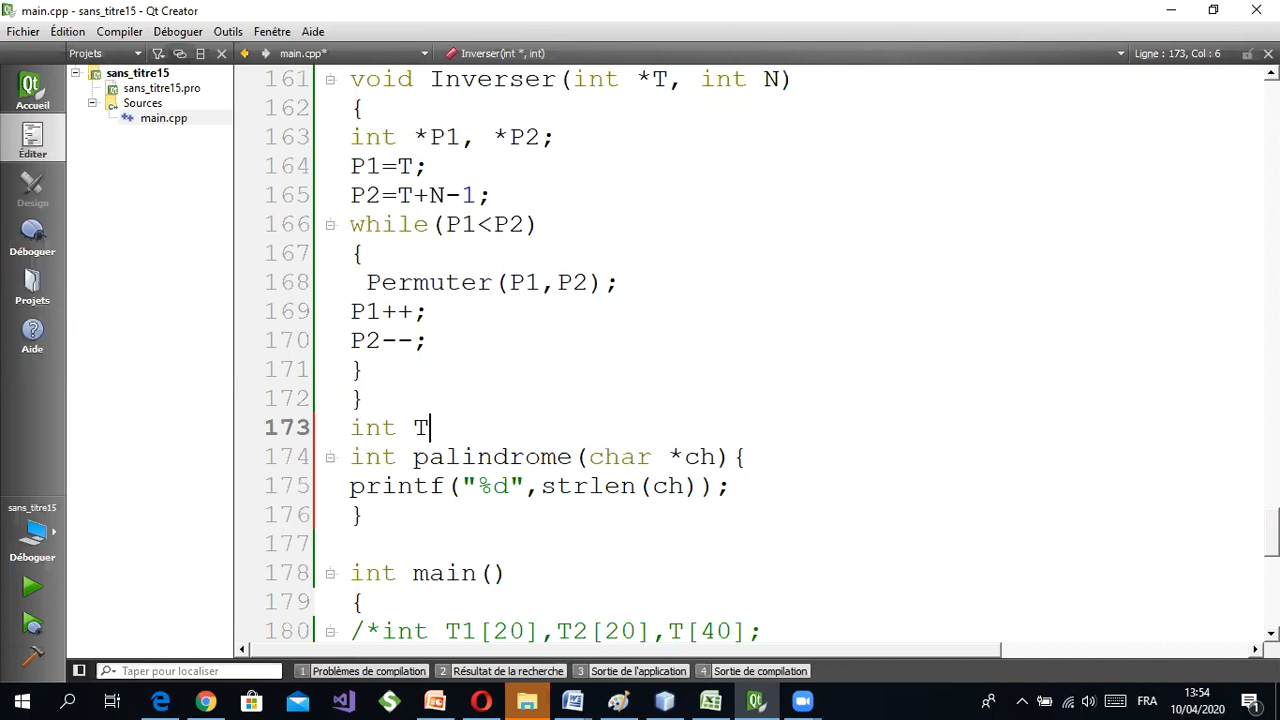 main.cpp - sans_titre15 - Qt Creator
Fichier Édition Compiler Déboguer Outils Fenêtre Aide
Projets main.cpp* Inverser(int *, int) Ligne : 173, Col : 6
Accueil
Éditer
Design
Déboguer
Projets
Aide
sans_titre15
Déboguer
sans_titre15
sans_titre15.pro
Sources
main.cpp
161 void Inverser(int *T, int N)
162 {
163 int *P1, *P2;
164 P1=T;
165 P2=T+N-1;
166 while(P1<P2)
167 {
168 Permuter(P1,P2);
169 P1++;
170 P2--;
171 }
172 }
173 int T
174 int palindrome(char *ch){
175 printf("%d",strlen(ch));
176 }
177
178 int main()
179 {
180 /*int T1[20],T2[20],T[40];
Taper pour localiser 1 Problèmes de compilation 2 Résultat de la recherche 3 Sortie de l'application 4 Sortie de compilation
FRA 13:54
10/04/2020 1